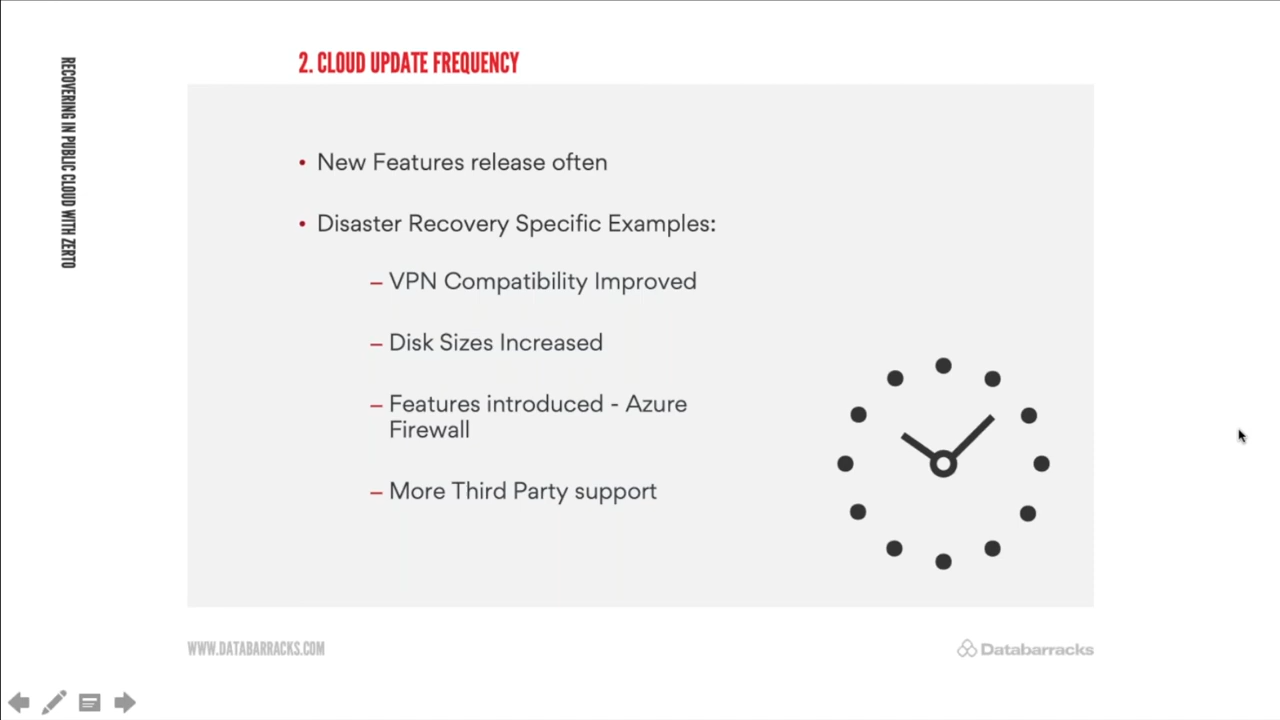 RECOVERING IN PUBLIC CLOUD WITH ZERTO
2. CLOUD UPDATE FREQUENCY
• New Features release often
• Disaster Recovery Specific Examples:
– VPN Compatibility Improved
– Disk Sizes Increased
– Features introduced - Azure
Firewall
– More Third Party support
WWW.DATABARRACKS.COM
Databarracks